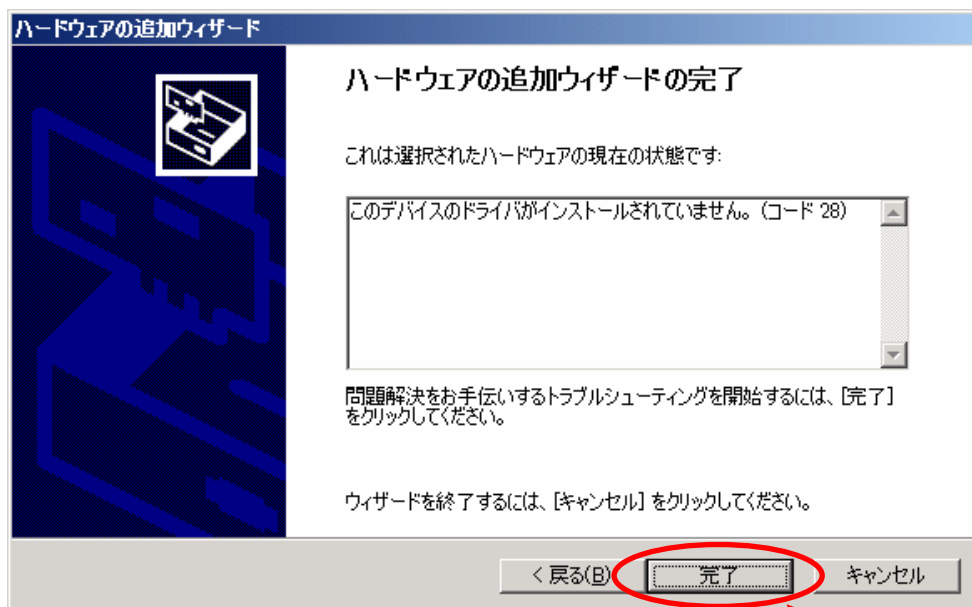 ハードウェアの追加ウィザード
ハードウェアの追加ウィザードの完了
これは選択されたハードウェアの現在の状態です:
このデバイスのドライバがインストールされていません。(コード 28)
問題解決をお手伝いするトラブルシューティングを開始するには、[完了]
をクリックしてください。
ウィザードを終了するには、[キャンセル] をクリックしてください。
< 戻る(B) 完了 キャンセル